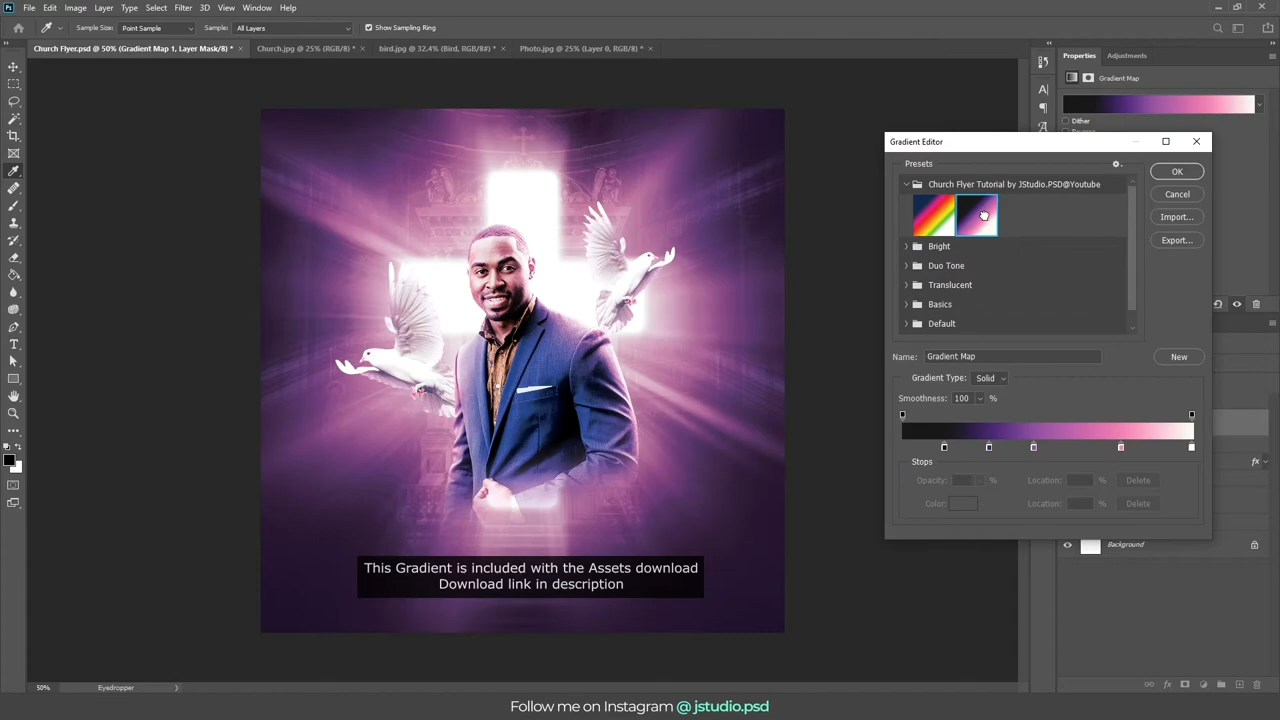 File Edit Image Layer Type Select Filter 3D View Window Help
Sample Size: Point Sample Sample: All Layers Show Sampling Ring
Church Flyer.psd @ 50% (Gradient Map 1, Layer Mask/8) * Church.jpg @ 25% (RGB/8) * bird.jpg @ 32.4% (Bird, RGB/8#) * Photo.jpg @ 25% (Layer 0, RGB/8) *
Properties Adjustments
Gradient Map
Dither
Gradient Editor
Presets
Church Flyer Tutorial by JStudio.PSD@Youtube
Bright
Duo Tone
Translucent
Basics
Default
OK
Cancel
Import...
Export...
Name: Gradient Map
New
Gradient Type: Solid
Smoothness: 100 %
Stops
Opacity: % Location: % Delete
Color: Location: % Delete
Background
fx
This Gradient is included with the Assets download
Download link in description
50% Eyedropper
Follow me on Instagram @ jstudio.psd